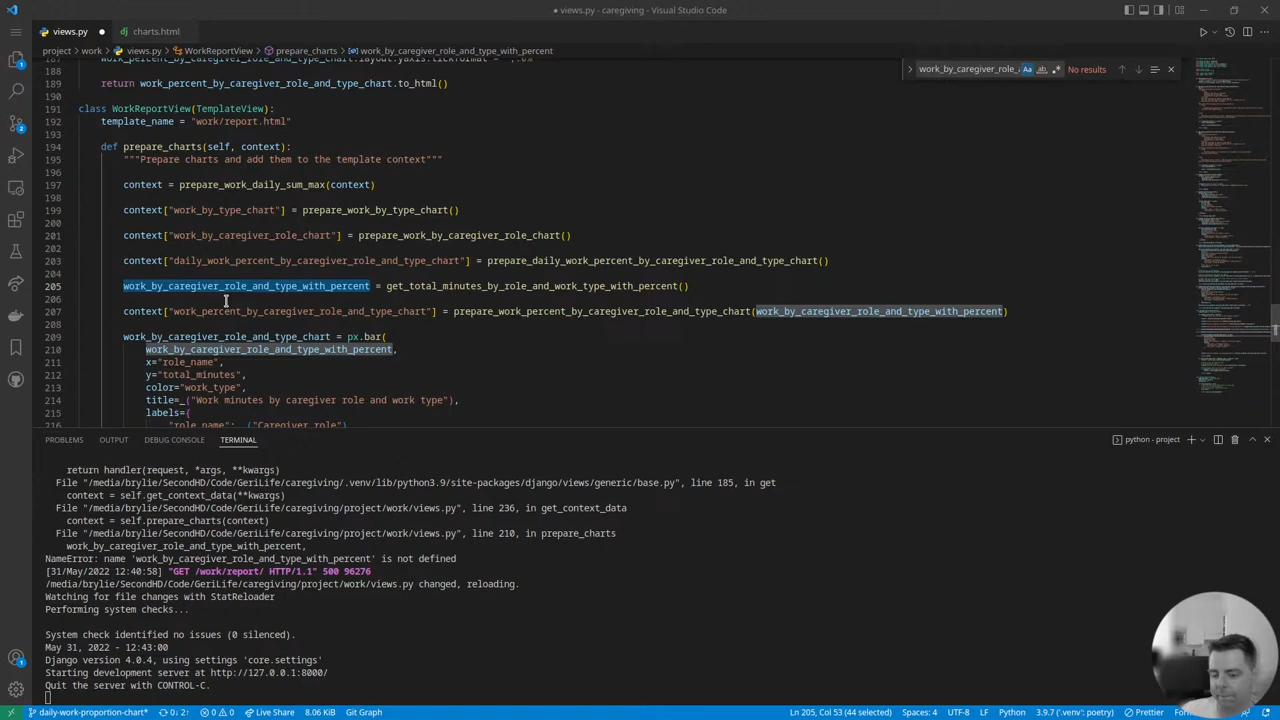 ● views.py - caregiving - Visual Studio Code
views.py ● charts.html
project > work > views.py > WorkReportView > prepare_charts > work_by_caregiver_role_and_type_with_percent
work_by_caregiver_role_ Aa No results
188
189 return work_percent_by_caregiver_role_and_type_chart.to_html()
190
191 class WorkReportView(TemplateView):
192 template_name = "work/report.html"
193
194 def prepare_charts(self, context):
195 """Prepare charts and add them to the template context"""
196
197 context = prepare_work_daily_sum_max(context)
198
199 context["work_by_type_chart"] = prepare_work_by_type_chart()
200
201 context["work_by_caregiver_role_chart"] = prepare_work_by_caregiver_role_chart()
202
203 context["daily_work_percent_by_caregiver_role_and_type_chart"] = prepare_daily_work_percent_by_caregiver_role_and_type_chart()
204
205 work_by_caregiver_role_and_type_with_percent = get_total_minutes_by_role_and_work_type_with_percent()
206
207 context["work_percent_by_caregiver_role_and_type_chart"] = prepare_work_percent_by_caregiver_role_and_type_chart(work_by_caregiver_role_and_type_with_percent)
208
209 work_by_caregiver_role_and_type_chart = px.bar(
210 work_by_caregiver_role_and_type_with_percent,
211 x="role_name",
212 y="total_minutes",
213 color="work_type",
214 title=_("Work minutes by caregiver role and work type"),
215 labels={
216 "role_name": _("Caregiver role")
PROBLEMS OUTPUT DEBUG CONSOLE TERMINAL python - project
return handler(request, *args, **kwargs)
File "/media/brylie/SecondHD/Code/GeriLife/caregiving/.venv/lib/python3.9/site-packages/django/views/generic/base.py", line 185, in get
context = self.get_context_data(**kwargs)
File "/media/brylie/SecondHD/Code/GeriLife/caregiving/project/work/views.py", line 236, in get_context_data
context = self.prepare_charts(context)
File "/media/brylie/SecondHD/Code/GeriLife/caregiving/project/work/views.py", line 210, in prepare_charts
work_by_caregiver_role_and_type_with_percent,
NameError: name 'work_by_caregiver_role_and_type_with_percent' is not defined
[31/May/2022 12:40:58] "GET /work/report/ HTTP/1.1" 500 96276
/media/brylie/SecondHD/Code/GeriLife/caregiving/project/work/views.py changed, reloading.
Watching for file changes with StatReloader
Performing system checks...
System check identified no issues (0 silenced).
May 31, 2022 - 12:43:00
Django version 4.0.4, using settings 'core.settings'
Starting development server at http://127.0.0.1:8000/
Quit the server with CONTROL-C.
daily-work-proportion-chart* 0↓ 2↑ 0 0 Live Share 8.06 KiB Git Graph Ln 205, Col 53 (44 selected) Spaces: 4 UTF-8 LF Python 3.9.7 ('.venv': poetry) Prettier